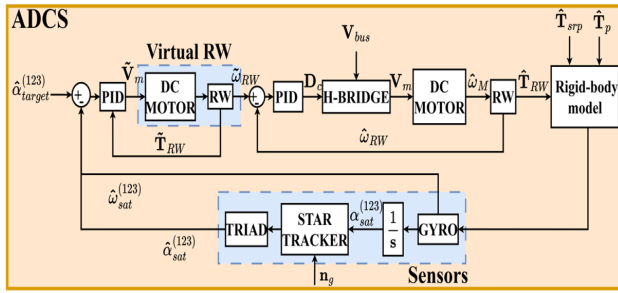 ADCS
T̂_srp T̂_p
Virtual RW
V_bus
α̂_target^(123)
+
-
PID
Ṽ_m
DC MOTOR
RW
ω̃_RW
+
-
PID
D_c
H-BRIDGE
V_m
DC MOTOR
ω̂_M
RW
T̂_RW
Rigid-body model
T̃_RW
ω̂_RW
ω̂_sat^(123)
α̂_sat^(123)
TRIAD
STAR TRACKER
α_sat^(123)
1/s
GYRO
n_g
Sensors